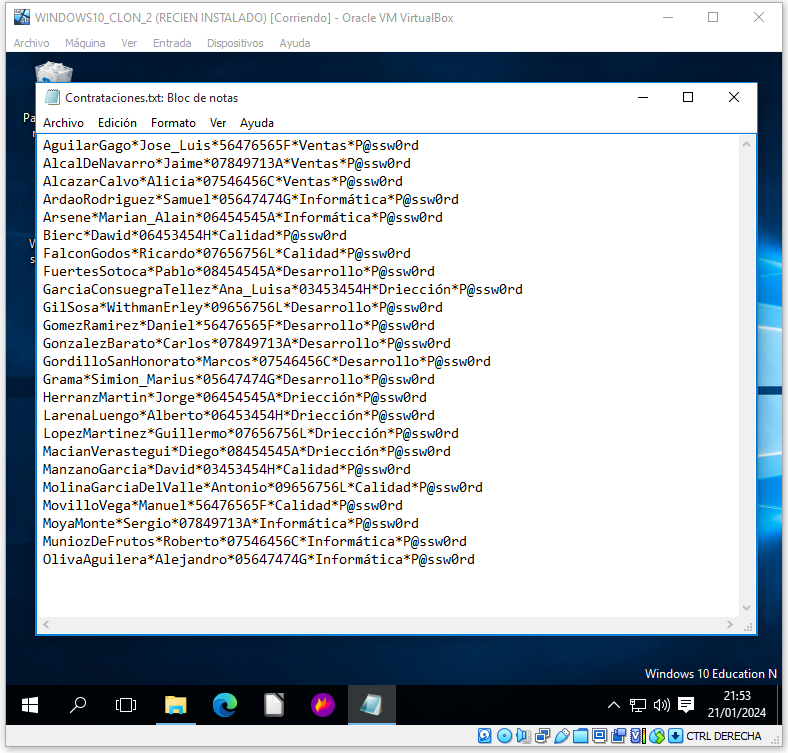 WINDOWS10_CLON_2 (RECIEN INSTALADO) [Corriendo] - Oracle VM VirtualBox
Archivo Máquina Ver Entrada Dispositivos Ayuda
Contrataciones.txt: Bloc de notas
Archivo Edición Formato Ver Ayuda
AguilarGago*Jose_Luis*56476565F*Ventas*P@ssw0rd
AlcalDeNavarro*Jaime*07849713A*Ventas*P@ssw0rd
AlcazarCalvo*Alicia*07546456C*Ventas*P@ssw0rd
ArdaoRodriguez*Samuel*05647474G*Informática*P@ssw0rd
Arsene*Marian_Alain*06454545A*Informática*P@ssw0rd
Bierc*Dawid*06453454H*Calidad*P@ssw0rd
FalconGodos*Ricardo*07656756L*Calidad*P@ssw0rd
FuertesSotoca*Pablo*08454545A*Desarrollo*P@ssw0rd
GarciaConsuegraTellez*Ana_Luisa*03453454H*Driección*P@ssw0rd
GilSosa*WithmanErley*09656756L*Desarrollo*P@ssw0rd
GomezRamirez*Daniel*56476565F*Desarrollo*P@ssw0rd
GonzalezBarato*Carlos*07849713A*Desarrollo*P@ssw0rd
GordilloSanHonorato*Marcos*07546456C*Desarrollo*P@ssw0rd
Grama*Simion_Marius*05647474G*Desarrollo*P@ssw0rd
HerranzMartin*Jorge*06454545A*Driección*P@ssw0rd
LarenaLuengo*Alberto*06453454H*Driección*P@ssw0rd
LopezMartinez*Guillermo*07656756L*Driección*P@ssw0rd
MacianVerastegui*Diego*08454545A*Driección*P@ssw0rd
ManzanoGarcia*David*03453454H*Calidad*P@ssw0rd
MolinaGarciaDelValle*Antonio*09656756L*Calidad*P@ssw0rd
MovilloVega*Manuel*56476565F*Calidad*P@ssw0rd
MoyaMonte*Sergio*07849713A*Informática*P@ssw0rd
MuniozDeFrutos*Roberto*07546456C*Informática*P@ssw0rd
OlivaAguilera*Alejandro*05647474G*Informática*P@ssw0rd
Windows 10 Education N
21:53
21/01/2024
CTRL DERECHA